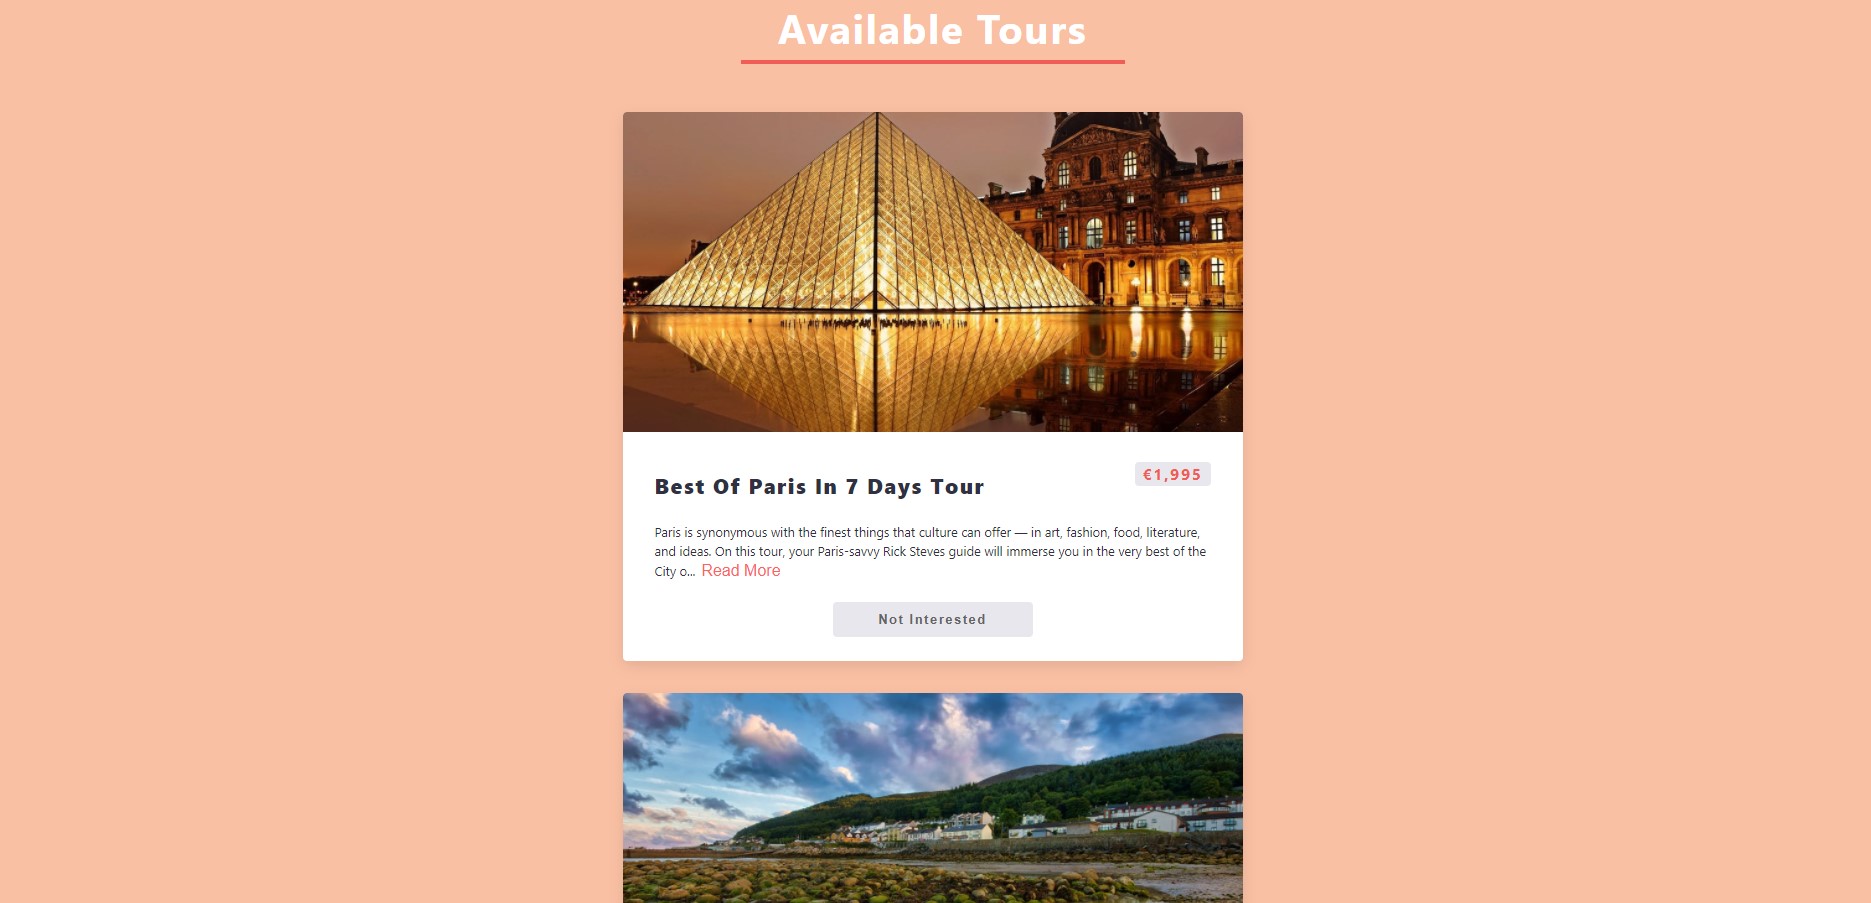 Available Tours
Best Of Paris In 7 Days Tour
€1,995
Paris is synonymous with the finest things that culture can offer — in art, fashion, food, literature,
and ideas. On this tour, your Paris-savvy Rick Steves guide will immerse you in the very best of the
City o... Read More
Not Interested